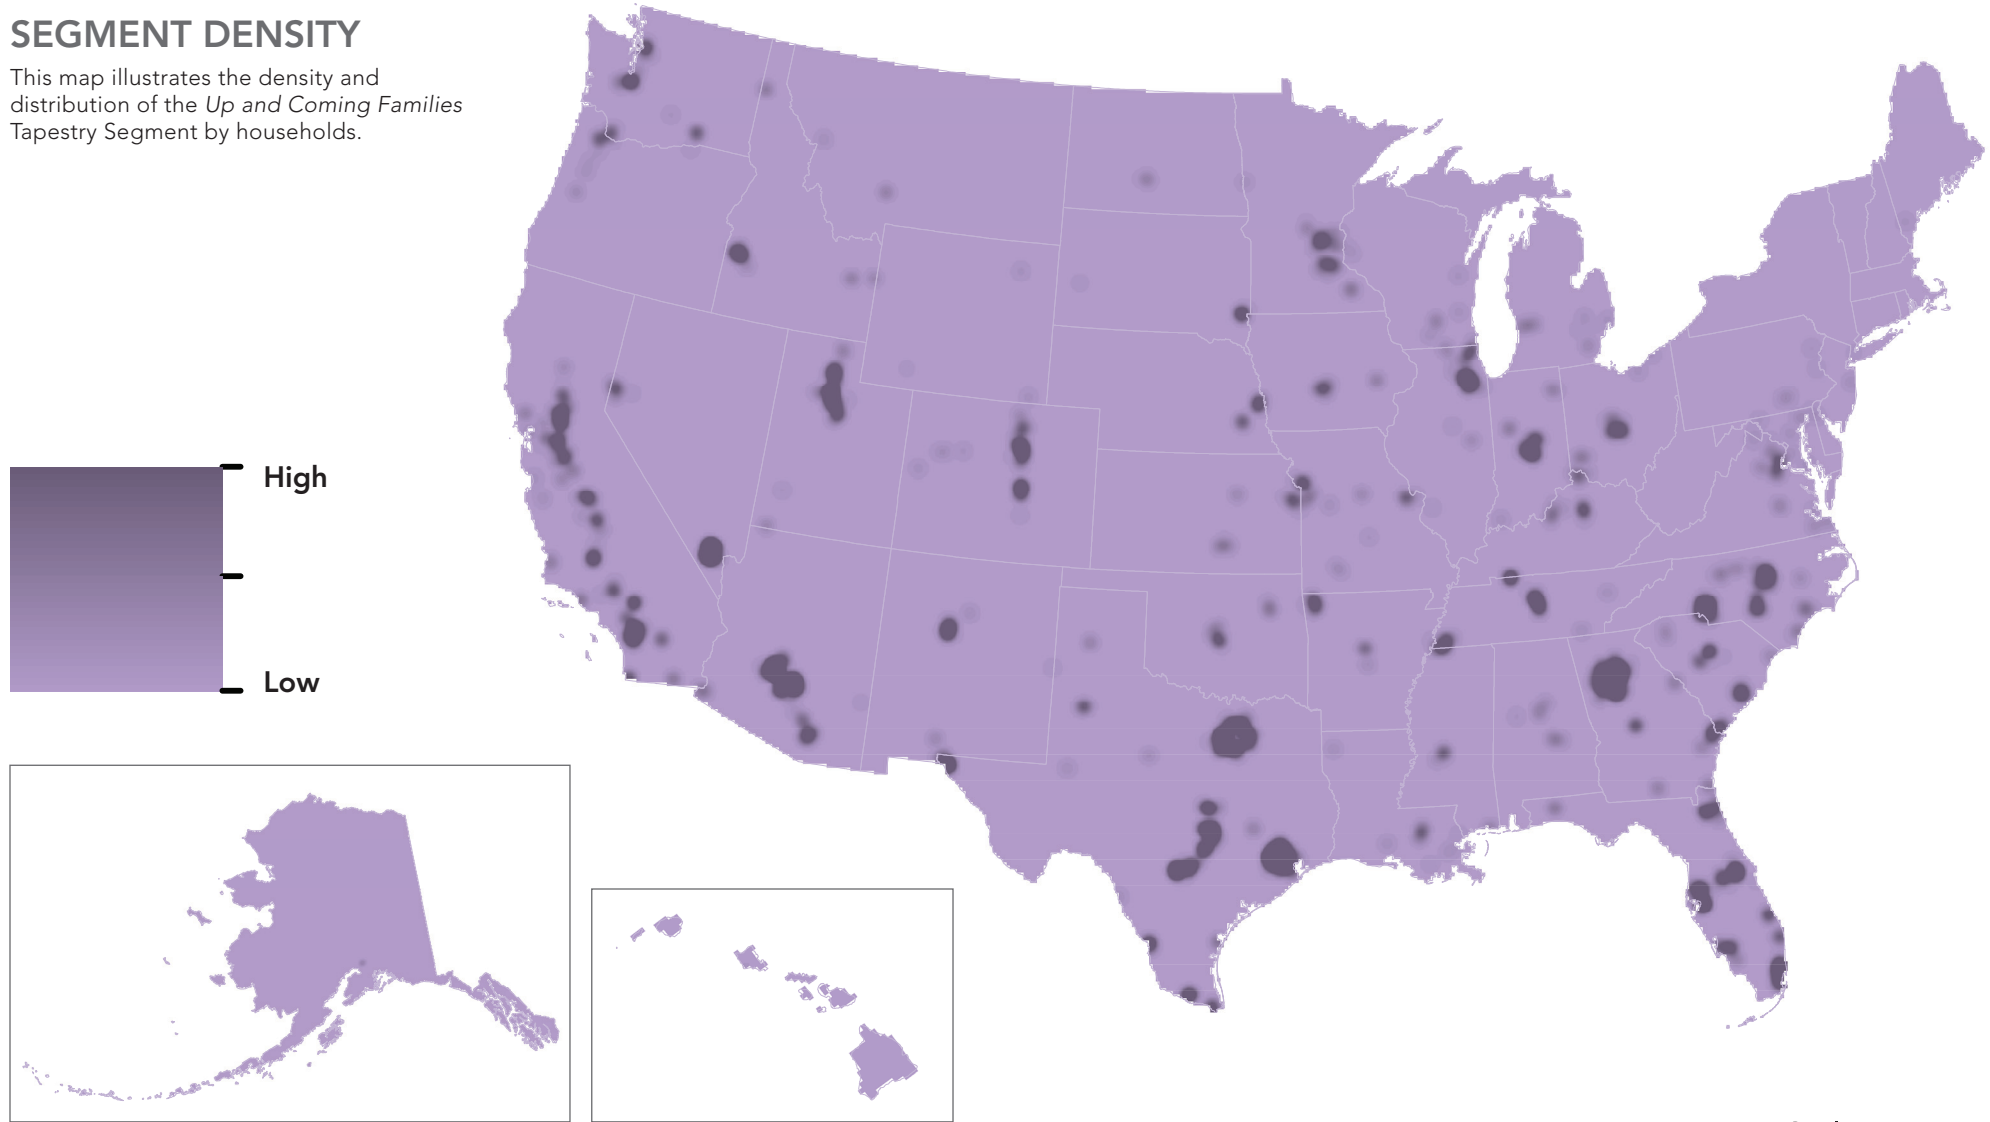 SEGMENT DENSITY
This map illustrates the density and
distribution of the Up and Coming Families
Tapestry Segment by households.
High
Low